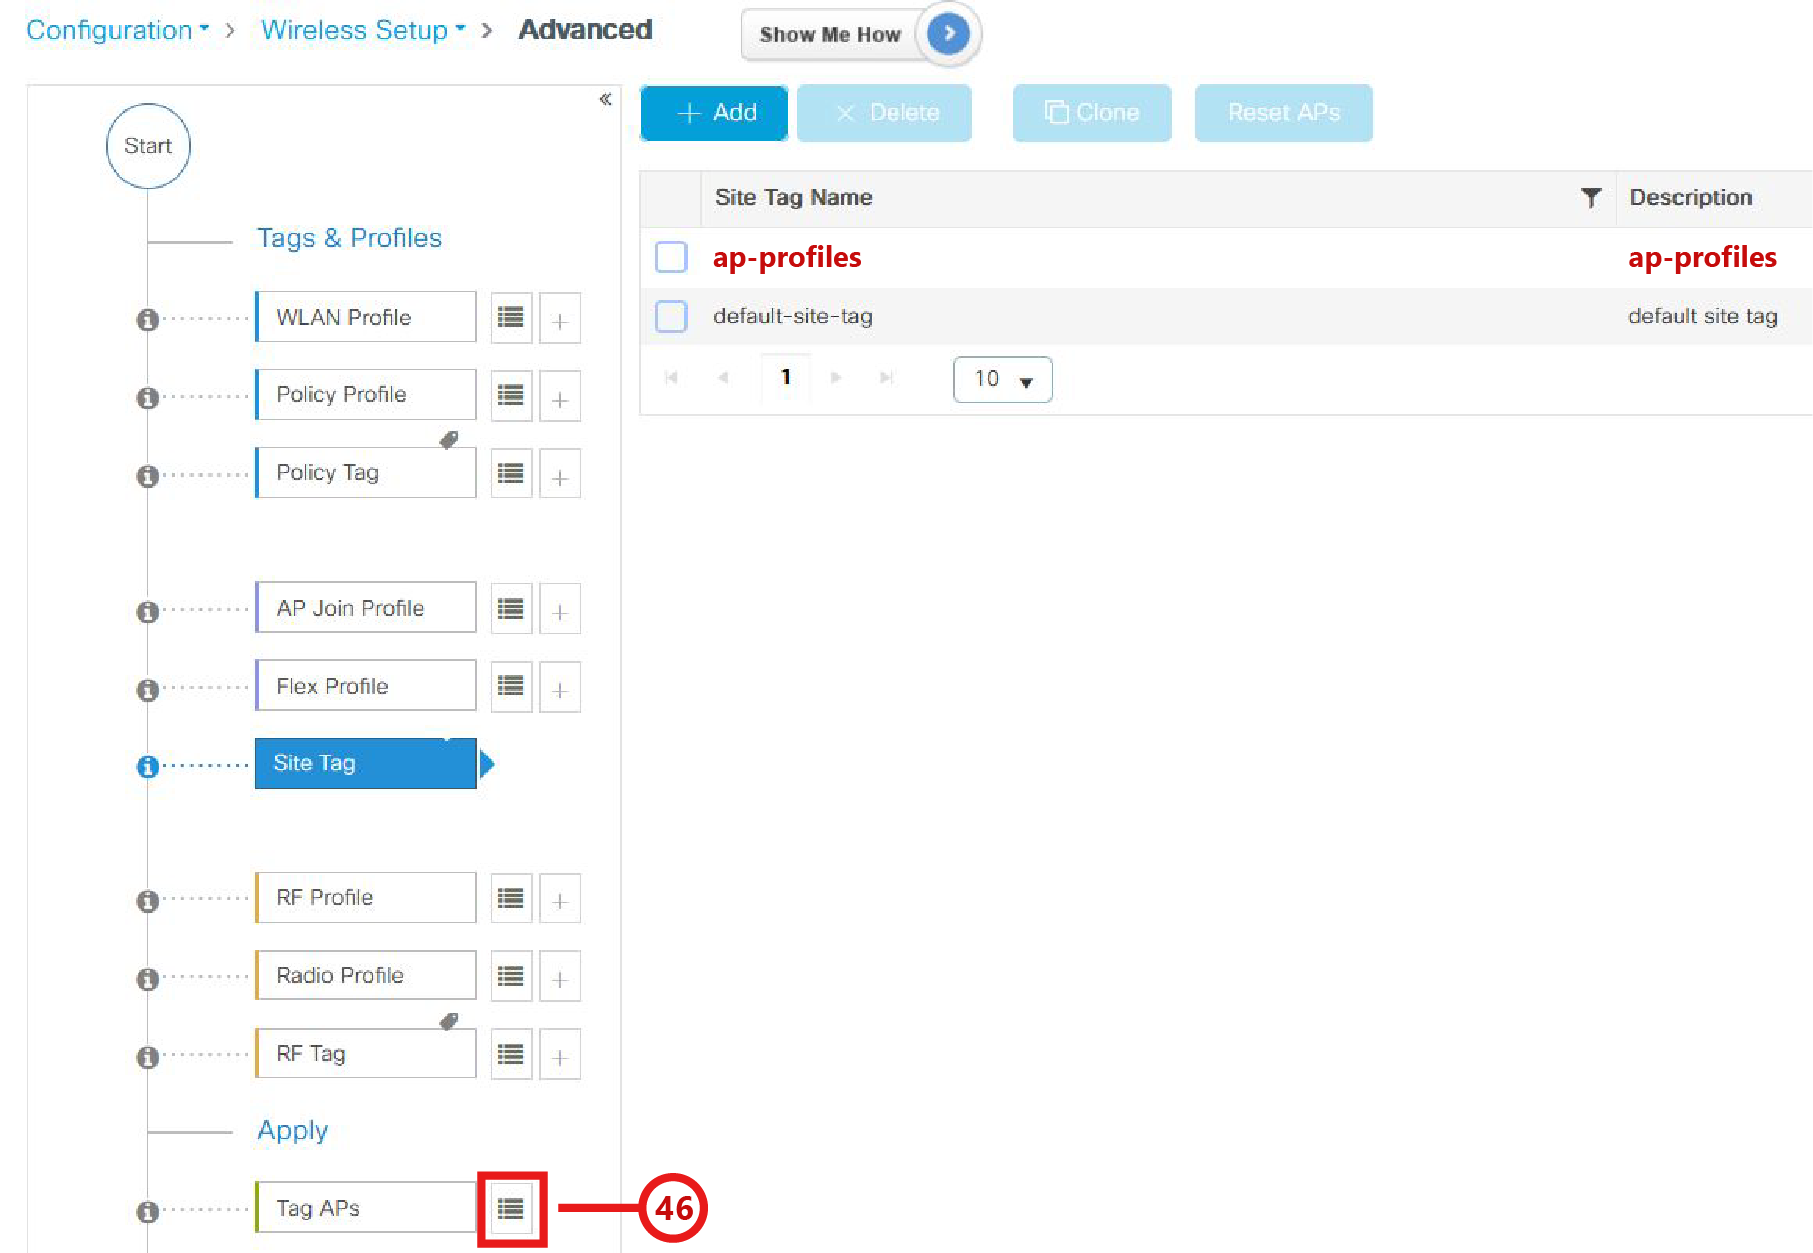 Configuration > Wireless Setup > Advanced
Show Me How
Start
Tags & Profiles
WLAN Profile
Policy Profile
Policy Tag
AP Join Profile
Flex Profile
Site Tag
RF Profile
Radio Profile
RF Tag
Apply
Tag APs
46
+ Add
× Delete
Clone
Reset APs
Site Tag Name Description
ap-profiles ap-profiles
default-site-tag default site tag
1 10